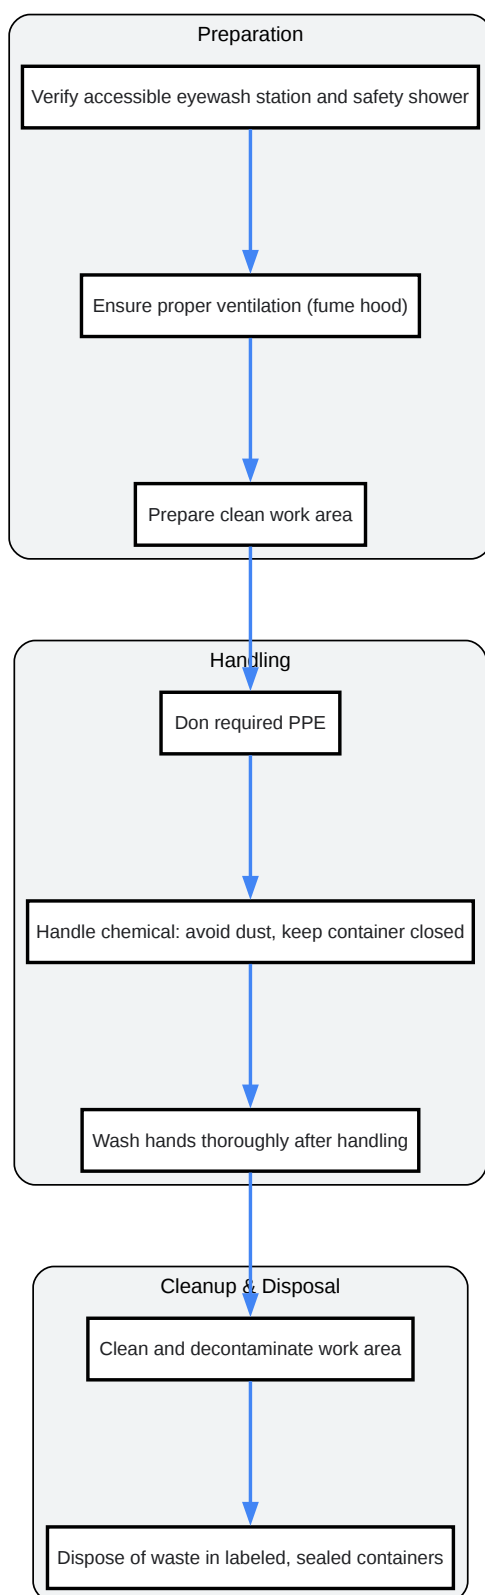 Preparation
Verify accessible eyewash station and safety shower
Ensure proper ventilation (fume hood)
Prepare clean work area
Handling
Don required PPE
Handle chemical: avoid dust, keep container closed
Wash hands thoroughly after handling
Cleanup & Disposal
Clean and decontaminate work area
Dispose of waste in labeled, sealed containers